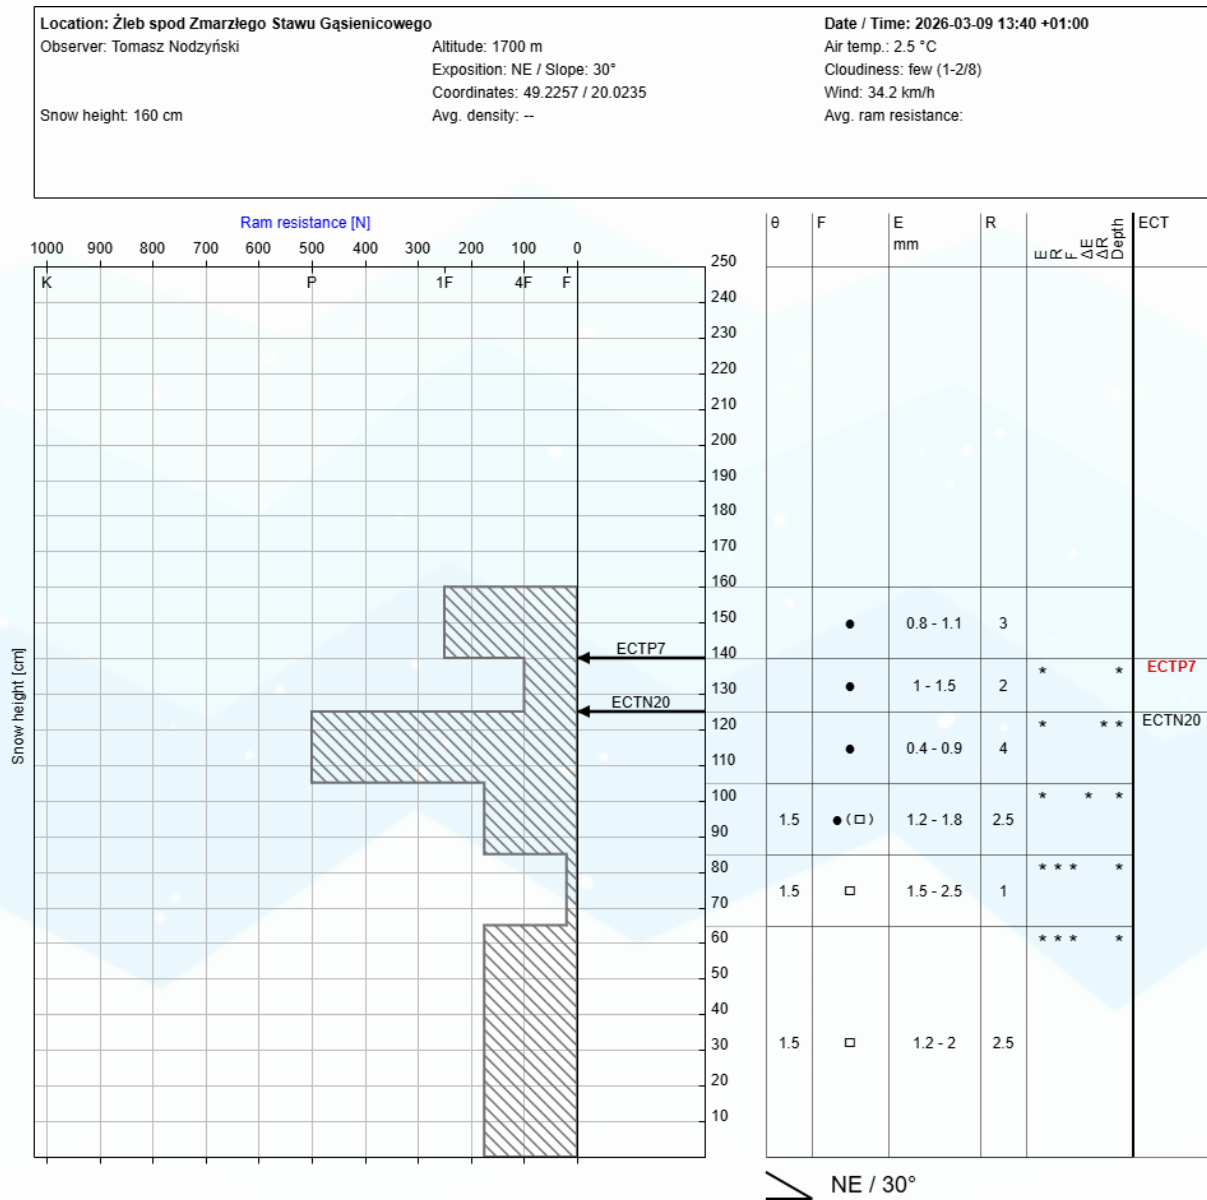 Location: Żleb spod Zmarzłego Stawu Gąsienicowego
Date / Time: 2026-03-09 13:40 +01:00
Observer: Tomasz Nodzyński
Altitude: 1700 m
Air temp.: 2.5 °C
Exposition: NE / Slope: 30°
Cloudiness: few (1-2/8)
Coordinates: 49.2257 / 20.0235
Wind: 34.2 km/h
Snow height: 160 cm
Avg. density: --
Avg. ram resistance:
Ram resistance [N]
1000 900 800 700 600 500 400 300 200 100 0
K P 1F 4F F
θ F E mm R E R F ΔE ΔR Depth ECT
Snow height [cm]
250
240
230
220
210
200
190
180
170
160
150
140
130
120
110
100
90
80
70
60
50
40
30
20
10
ECTP7
ECTN20
● 0.8 - 1.1 3
● 1 - 1.5 2 * * ECTP7
● 0.4 - 0.9 4 * * * ECTN20
1.5 ● (□) 1.2 - 1.8 2.5 * * *
1.5 □ 1.5 - 2.5 1 * * * *
1.5 □ 1.2 - 2 2.5 * * * *
NE / 30°